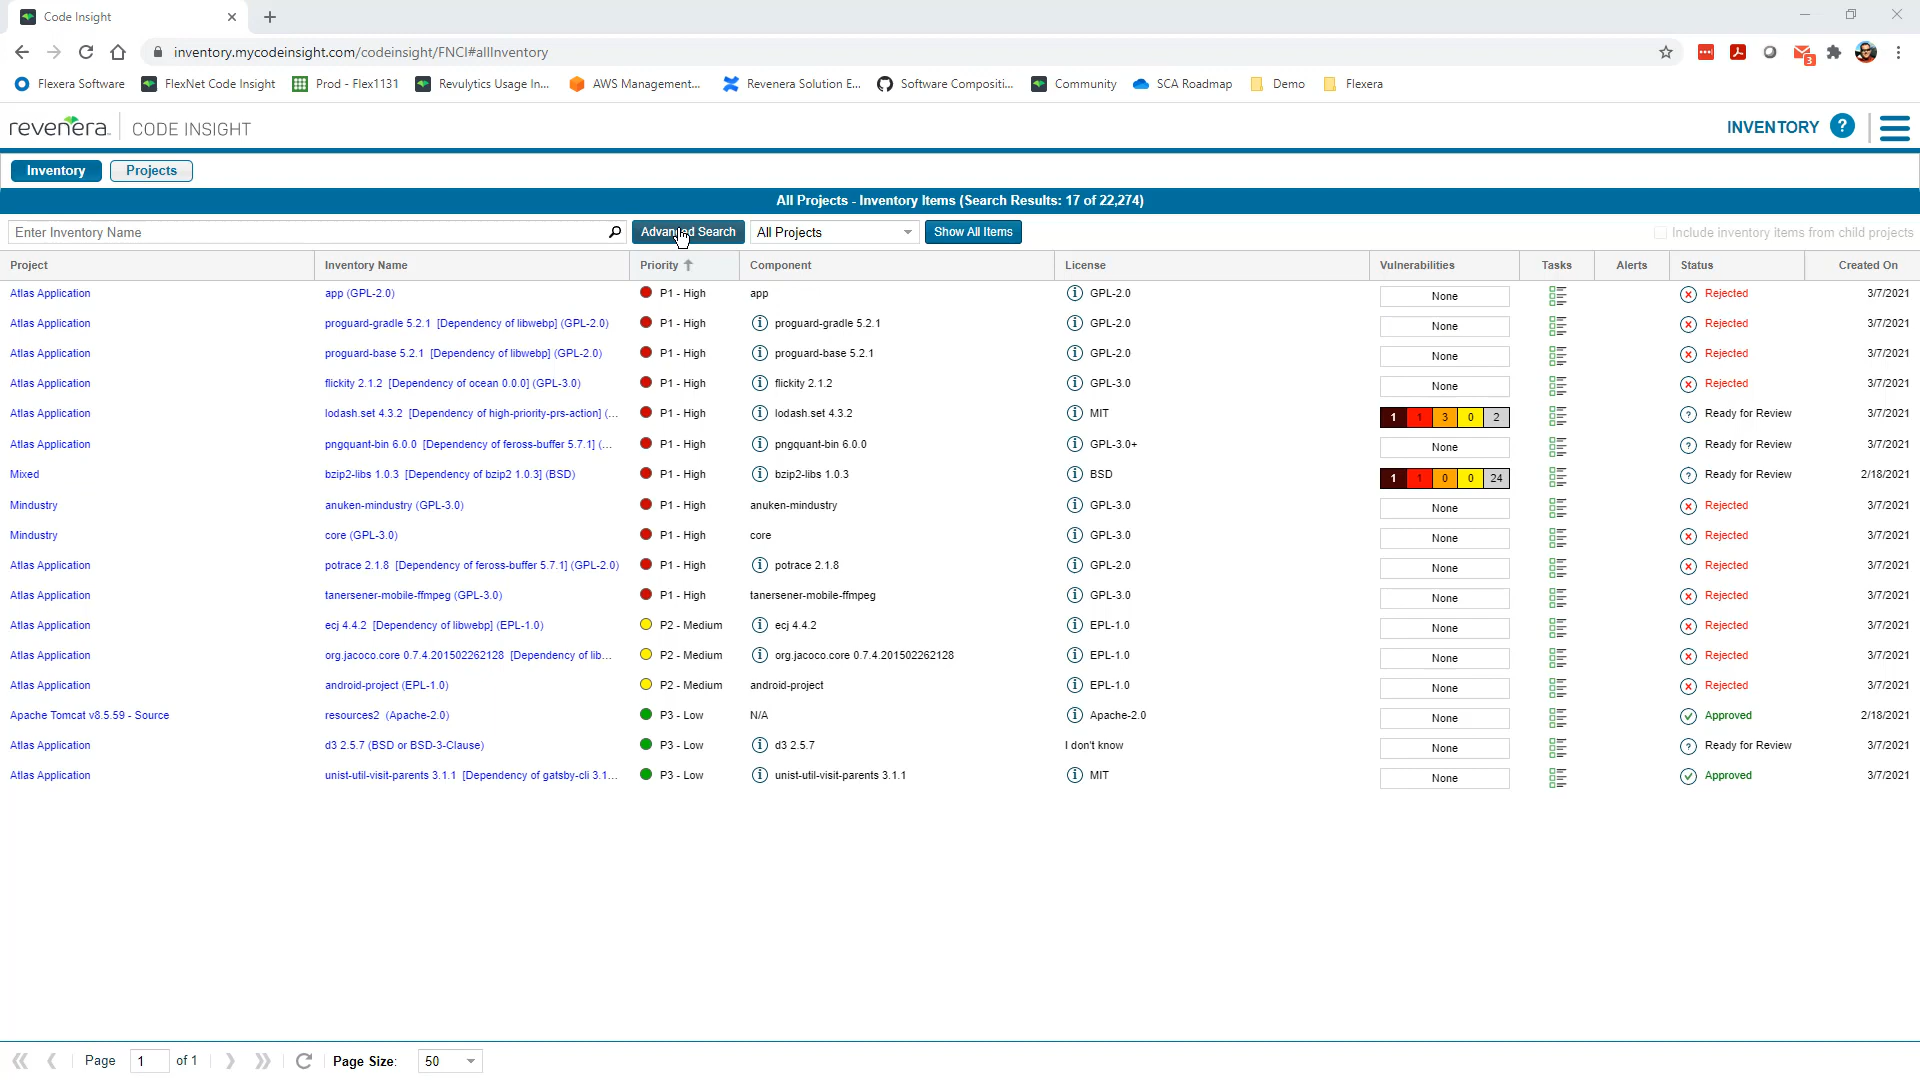 Code Insight
inventory.mycodeinsight.com/codeinsight/FNCI#allInventory
3
Flexera Software FlexNet Code Insight Prod - Flex1131 Revulytics Usage In... AWS Management... Revenera Solution E... Software Compositi... Community SCA Roadmap Demo Flexera
revenera CODE INSIGHT INVENTORY ?
Inventory Projects
All Projects - Inventory Items (Search Results: 17 of 22,274)
Enter Inventory Name Advanced Search All Projects Show All Items Include inventory items from child projects
Project Inventory Name Priority Component License Vulnerabilities Tasks Alerts Status Created On
Atlas Application app (GPL-2.0) P1 - High app GPL-2.0 None Rejected 3/7/2021
Atlas Application proguard-gradle 5.2.1 [Dependency of libwebp] (GPL-2.0) P1 - High proguard-gradle 5.2.1 GPL-2.0 None Rejected 3/7/2021
Atlas Application proguard-base 5.2.1 [Dependency of libwebp] (GPL-2.0) P1 - High proguard-base 5.2.1 GPL-2.0 None Rejected 3/7/2021
Atlas Application flickity 2.1.2 [Dependency of ocean 0.0.0] (GPL-3.0) P1 - High flickity 2.1.2 GPL-3.0 None Rejected 3/7/2021
Atlas Application lodash.set 4.3.2 [Dependency of high-priority-prs-action] (... P1 - High lodash.set 4.3.2 MIT 1 1 3 0 2 Ready for Review 3/7/2021
Atlas Application pngquant-bin 6.0.0 [Dependency of feross-buffer 5.7.1] (... P1 - High pngquant-bin 6.0.0 GPL-3.0+ None Ready for Review 3/7/2021
Mixed bzip2-libs 1.0.3 [Dependency of bzip2 1.0.3] (BSD) P1 - High bzip2-libs 1.0.3 BSD 1 1 0 0 24 Ready for Review 2/18/2021
Mindustry anuken-mindustry (GPL-3.0) P1 - High anuken-mindustry GPL-3.0 None Rejected 3/7/2021
Mindustry core (GPL-3.0) P1 - High core GPL-3.0 None Rejected 3/7/2021
Atlas Application potrace 2.1.8 [Dependency of feross-buffer 5.7.1] (GPL-2.0) P1 - High potrace 2.1.8 GPL-2.0 None Rejected 3/7/2021
Atlas Application tanersener-mobile-ffmpeg (GPL-3.0) P1 - High tanersener-mobile-ffmpeg GPL-3.0 None Rejected 3/7/2021
Atlas Application ecj 4.4.2 [Dependency of libwebp] (EPL-1.0) P2 - Medium ecj 4.4.2 EPL-1.0 None Rejected 3/7/2021
Atlas Application org.jacoco.core 0.7.4.201502262128 [Dependency of lib... P2 - Medium org.jacoco.core 0.7.4.201502262128 EPL-1.0 None Rejected 3/7/2021
Atlas Application android-project (EPL-1.0) P2 - Medium android-project EPL-1.0 None Rejected 3/7/2021
Apache Tomcat v8.5.59 - Source resources2 (Apache-2.0) P3 - Low N/A Apache-2.0 None Approved 2/18/2021
Atlas Application d3 2.5.7 (BSD or BSD-3-Clause) P3 - Low d3 2.5.7 I don't know None Ready for Review 3/7/2021
Atlas Application unist-util-visit-parents 3.1.1 [Dependency of gatsby-cli 3.1... P3 - Low unist-util-visit-parents 3.1.1 MIT None Approved 3/7/2021
Page 1 of 1 Page Size: 50